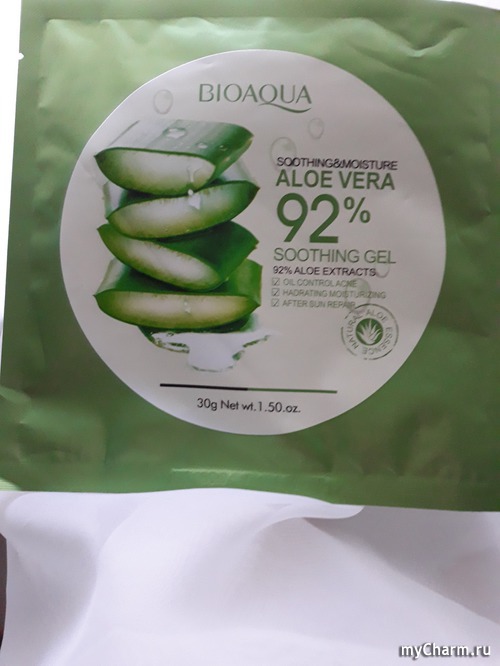 BIOAQUA
SOOTHING&MOISTURE
ALOE VERA
92%
SOOTHING GEL
92% ALOE EXTRACTS
OIL CONTROL ACNE
HADRATING MOISTURIZING
AFTER SUN REPAIR
NATURAL ALOE ESSENCE
30g Net wt.1.50.oz.
myCharm.ru